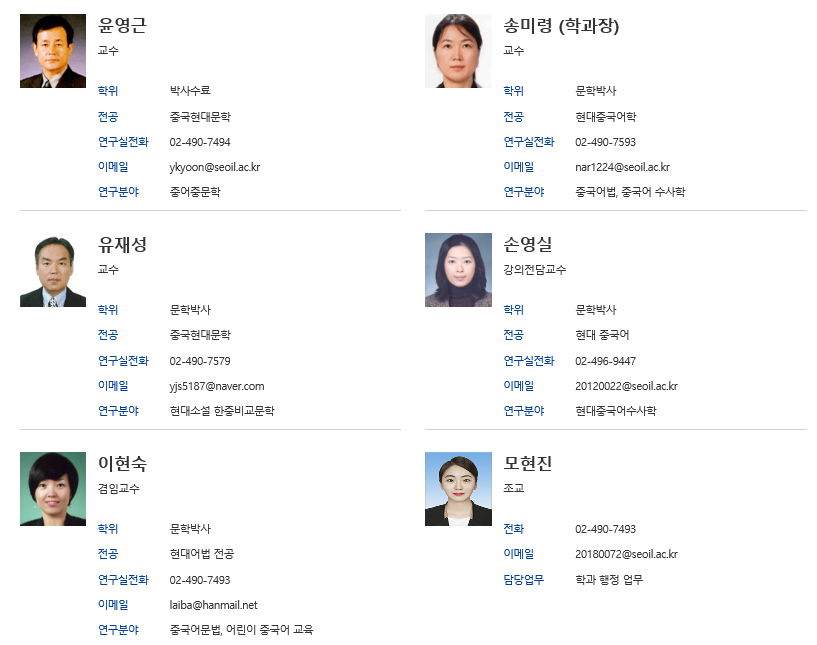 윤영근
교수
학위 박사수료
전공 중국현대문학
연구실전화 02-490-7494
이메일 ykyoon@seoil.ac.kr
연구분야 중어중문학
송미령 (학과장)
교수
학위 문학박사
전공 현대중국어학
연구실전화 02-490-7593
이메일 nar1224@seoil.ac.kr
연구분야 중국어법, 중국어 수사학
유재성
교수
학위 문학박사
전공 중국현대문학
연구실전화 02-490-7579
이메일 yjs5187@naver.com
연구분야 현대소설 한중비교문학
손영실
강의전담교수
학위 문학박사
전공 현대 중국어
연구실전화 02-496-9447
이메일 20120022@seoil.ac.kr
연구분야 현대중국어수사학
이현숙
겸임교수
학위 문학박사
전공 현대어법 전공
연구실전화 02-490-7493
이메일 laiba@hanmail.net
연구분야 중국어문법, 어린이 중국어 교육
모현진
조교
전화 02-490-7493
이메일 20180072@seoil.ac.kr
담당업무 학과 행정 업무